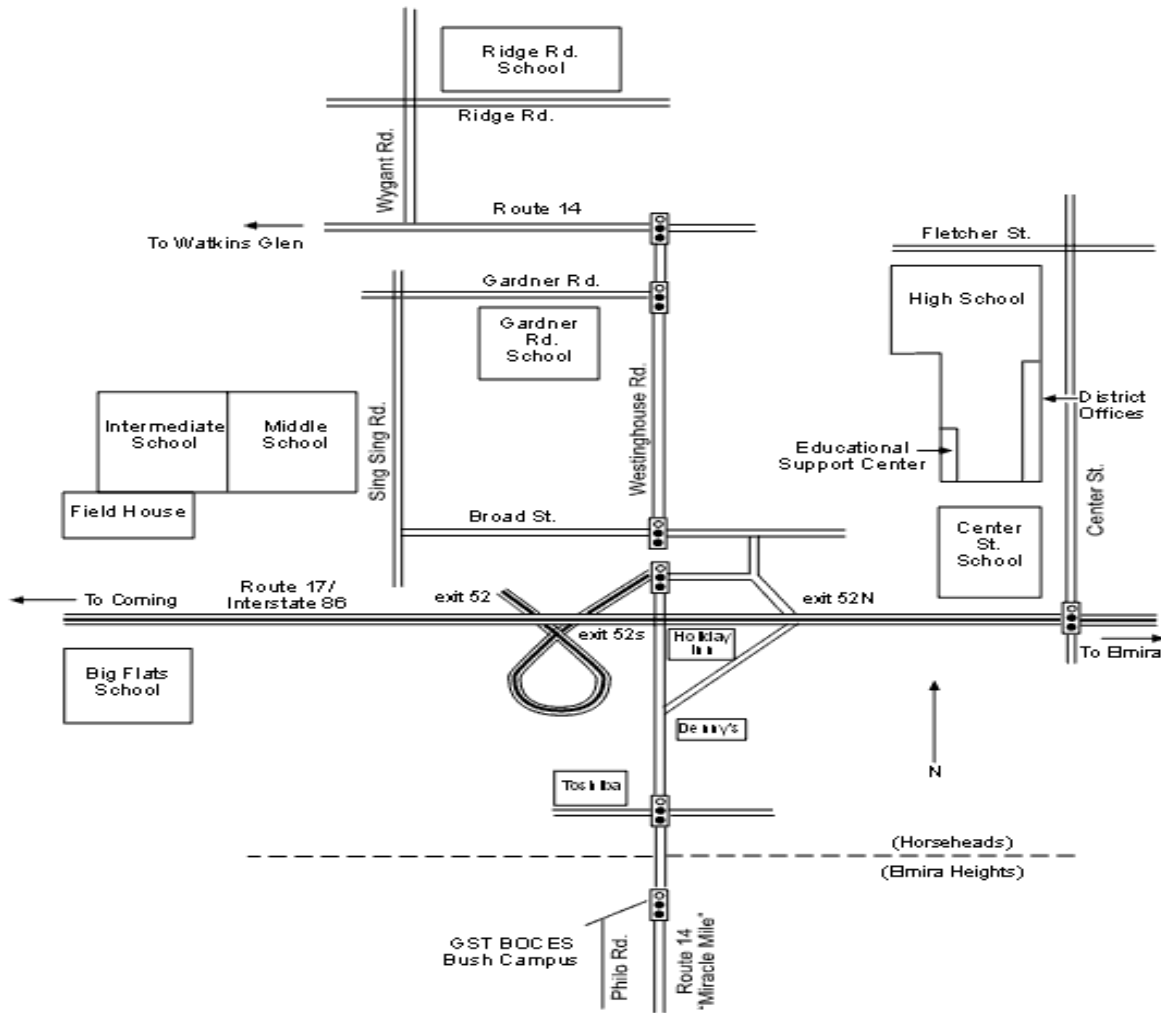 Ridge Rd.
School
Ridge Rd.
Wygant Rd.
Route 14
To Watkins Glen
Fletcher St.
Gardner Rd.
High School
Gardner
Rd.
School
Intermediate
School
Middle
School
Sing Sing Rd.
Westinghouse Rd.
District
Offices
Educational
Support Center
Center St.
Field House
Broad St.
Center
St.
School
Route 17/
Interstate 86
To Corning
exit 52
exit 52N
exit 52s
Holiday
Inn
To Elmira
Big Flats
School
Denny's
N
Toshiba
(Horseheads)
(Elmira Heights)
GST BOCES
Bush Campus
Philo Rd.
Route 14
"Miracle Mile"